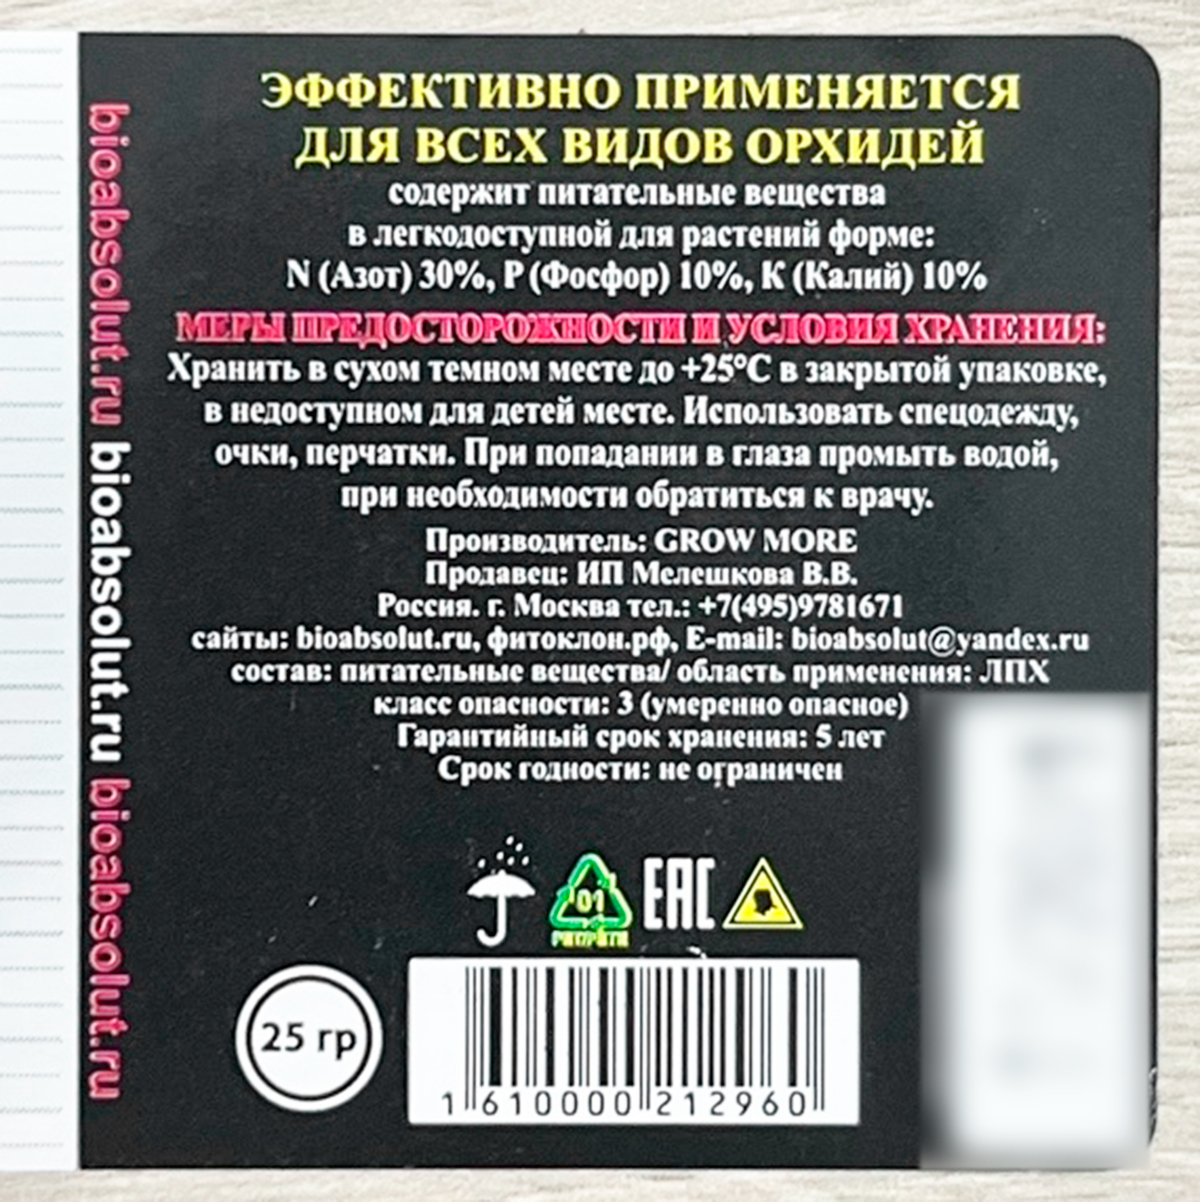 ЭФФЕКТИВНО ПРИМЕНЯЕТСЯ
ДЛЯ ВСЕХ ВИДОВ ОРХИДЕЙ
содержит питательные вещества
в легкодоступной для растений форме:
N (Азот) 30%, P (Фосфор) 10%, K (Калий) 10%
МЕРЫ ПРЕДОСТОРОЖНОСТИ И УСЛОВИЯ ХРАНЕНИЯ:
Хранить в сухом темном месте до +25°C в закрытой упаковке,
в недоступном для детей месте. Использовать спецодежду,
очки, перчатки. При попадании в глаза промыть водой,
при необходимости обратиться к врачу.
Производитель: GROW MORE
Продавец: ИП Мелешкова В.В.
Россия. г. Москва тел.: +7(495)9781671
сайты: bioabsolut.ru, фитоклон.рф, E-mail: bioabsolut@yandex.ru
состав: питательные вещества/ область применения: ЛПХ
класс опасности: 3 (умеренно опасное)
Гарантийный срок хранения: 5 лет
Срок годности: не ограничен
01
EAC
25 гр
1 610000 212960
bioabsolut.ru bioabsolut.ru bioabsolut.ru